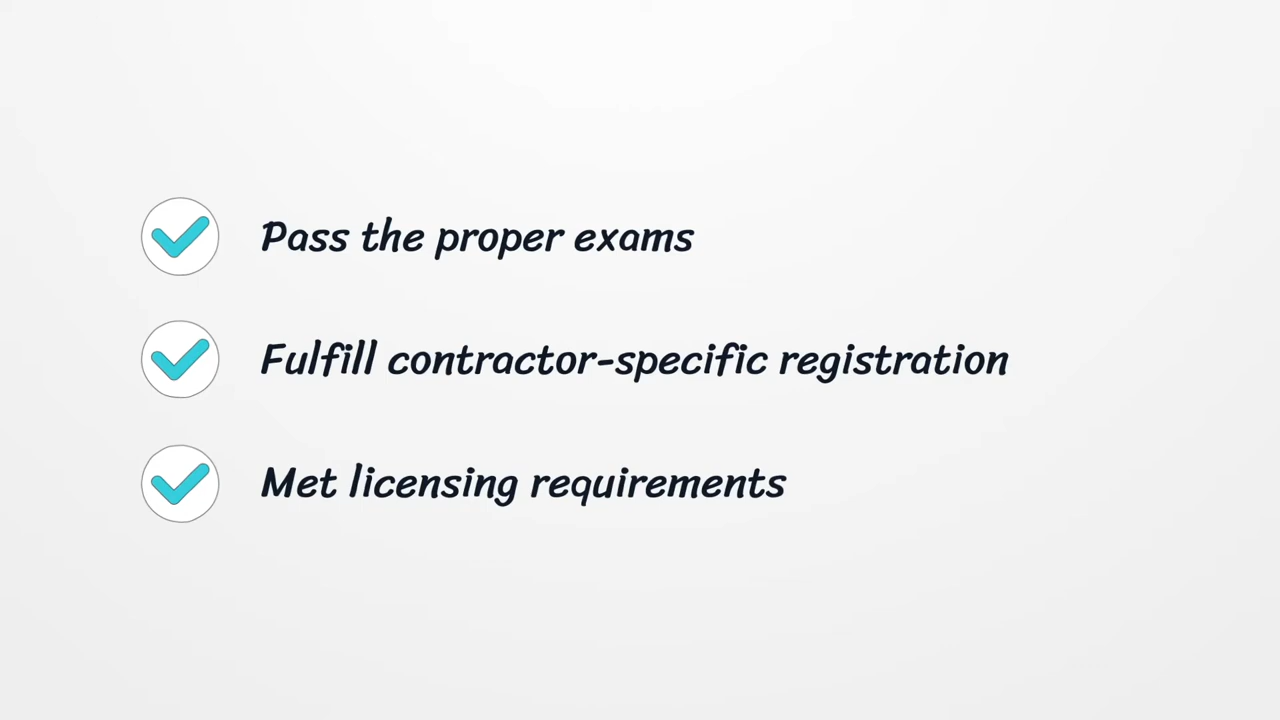 Pass the proper exams
Fulfill contractor-specific registration
Met licensing requirements